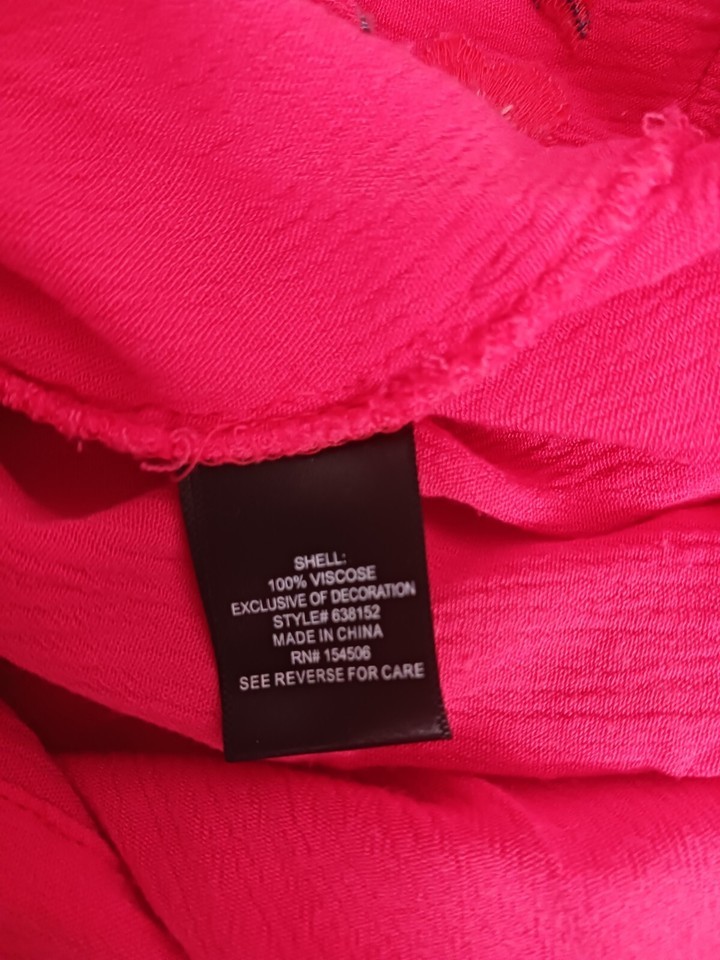 SHELL:
100% VISCOSE
EXCLUSIVE OF DECORATION
STYLE# 638152
MADE IN CHINA
RN# 154506
SEE REVERSE FOR CARE